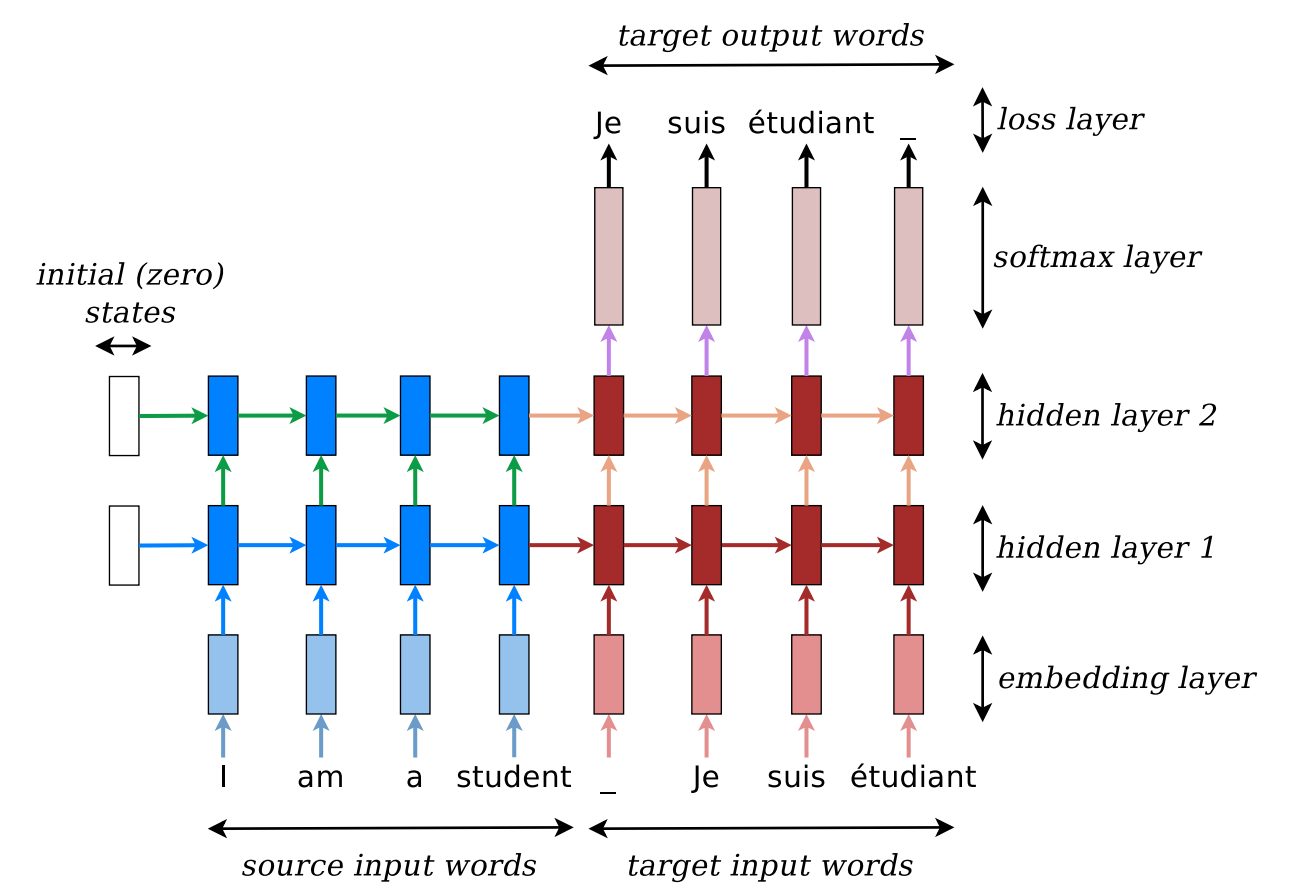 target output words
Je suis étudiant _
loss layer
softmax layer
initial (zero)
states
hidden layer 2
hidden layer 1
embedding layer
I am a student _ Je suis étudiant
source input words
target input words